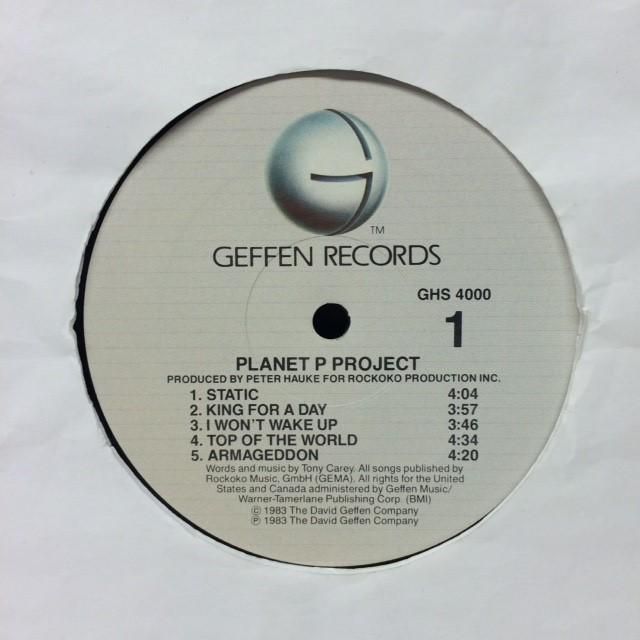 TM
GEFFEN RECORDS
GHS 4000
1
PLANET P PROJECT
PRODUCED BY PETER HAUKE FOR ROCKOKO PRODUCTION INC.
1. STATIC 4:04
2. KING FOR A DAY 3:57
3. I WON'T WAKE UP 3:46
4. TOP OF THE WORLD 4:34
5. ARMAGEDDON 4:20
Words and music by Tony Carey. All songs published by
Rockoko Music, GmbH (GEMA). All rights for the United
States and Canada administered by Geffen Music/
Warner-Tamerlane Publishing Corp. (BMI)
© 1983 The David Geffen Company
℗ 1983 The David Geffen Company